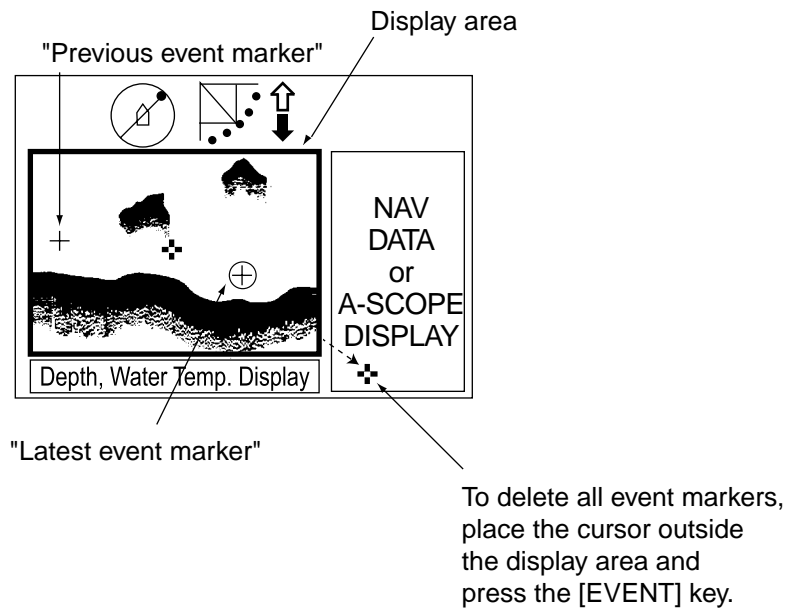 Display area
"Previous event marker"
NAV
DATA
or
A-SCOPE
DISPLAY
Depth, Water Temp. Display
"Latest event marker"
To delete all event markers,
place the cursor outside
the display area and
press the [EVENT] key.